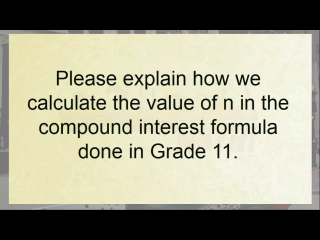 Please explain how we
calculate the value of n in the
compound interest formula
done in Grade 11.